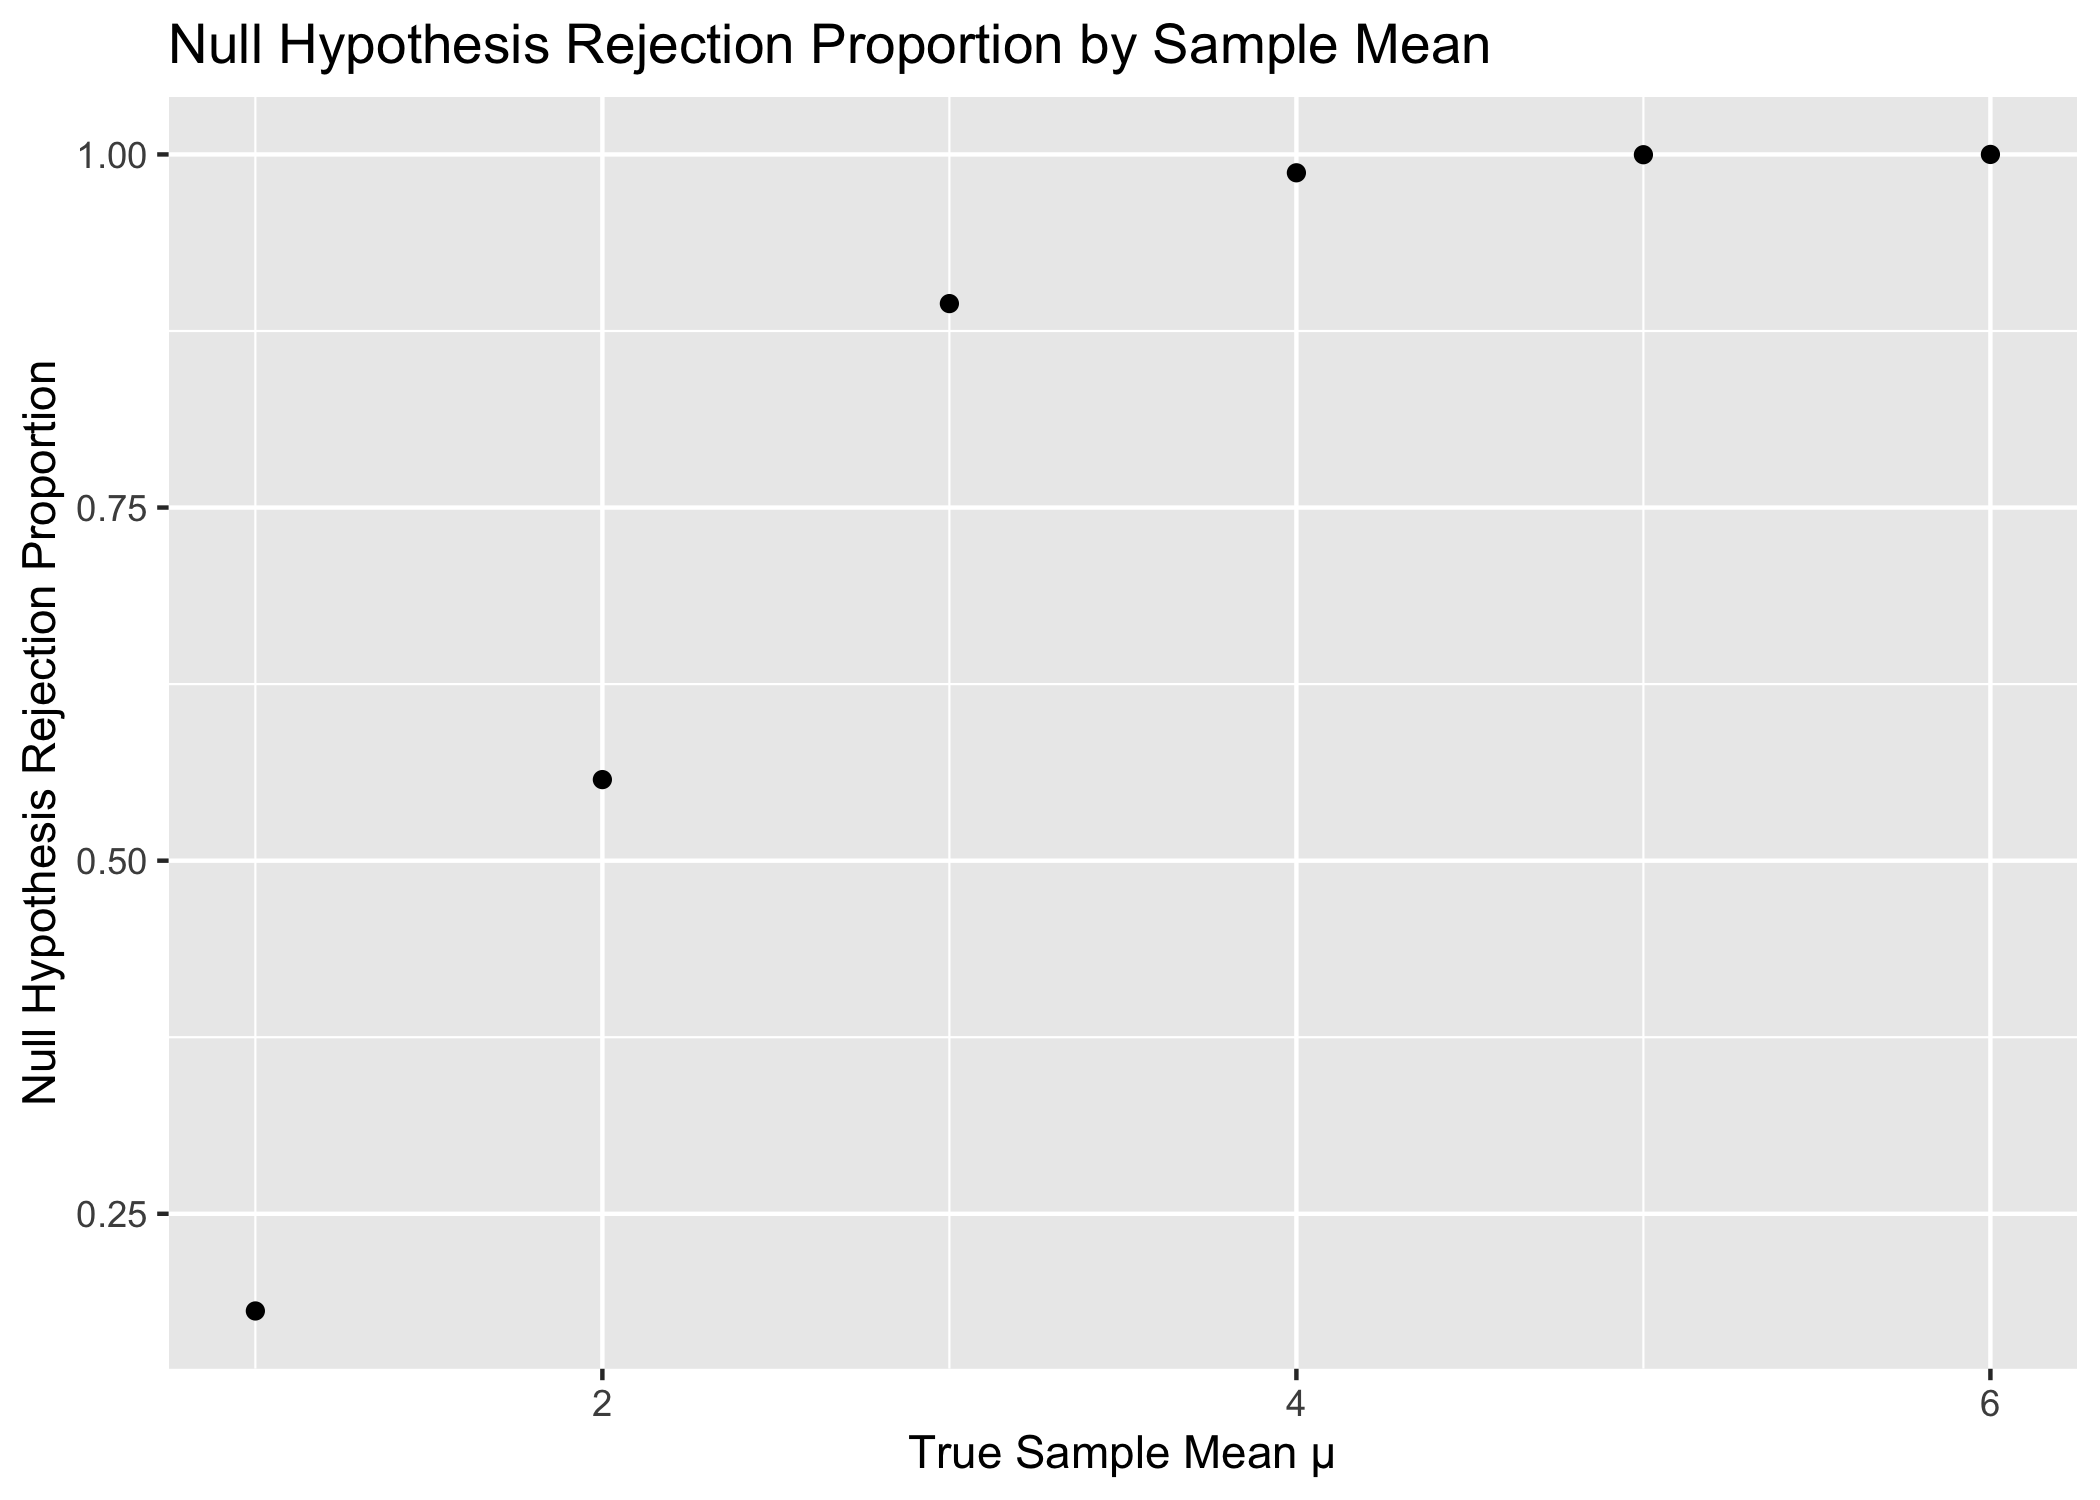 Null Hypothesis Rejection Proportion by Sample Mean
Null Hypothesis Rejection Proportion
1.00
0.75
0.50
0.25
2
4
6
True Sample Mean μ